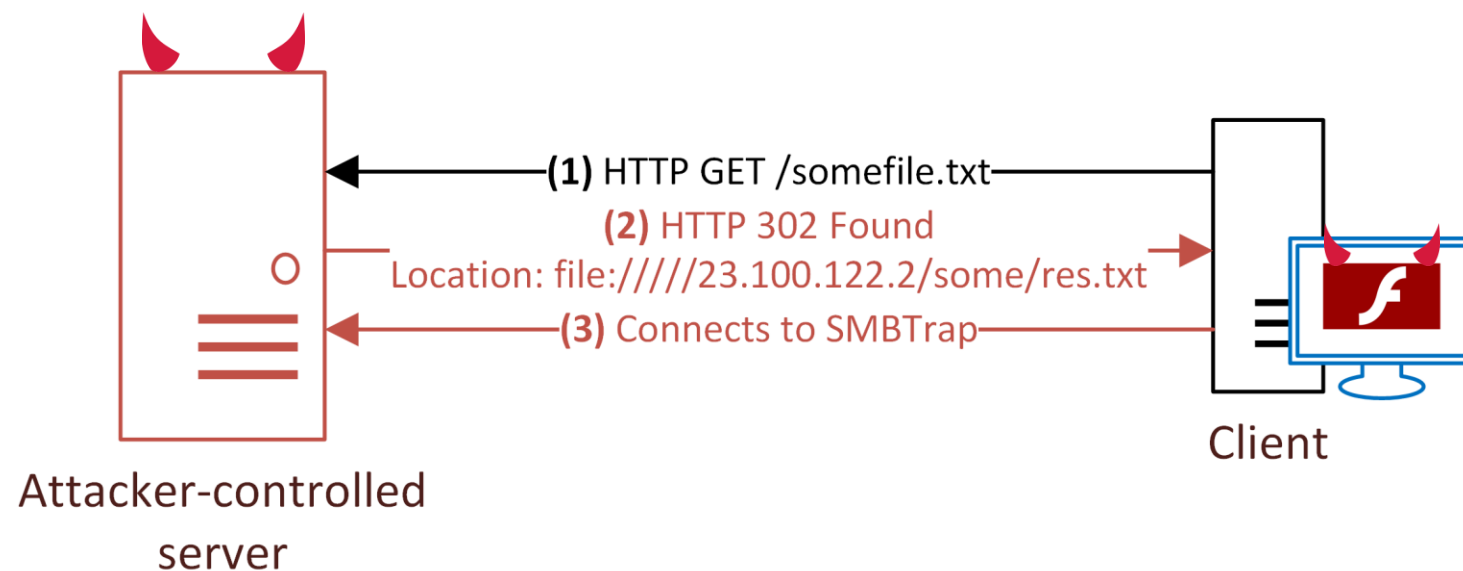 (1) HTTP GET /somefile.txt
(2) HTTP 302 Found
Location: file://///23.100.122.2/some/res.txt
(3) Connects to SMBTrap
Client
Attacker-controlled
server